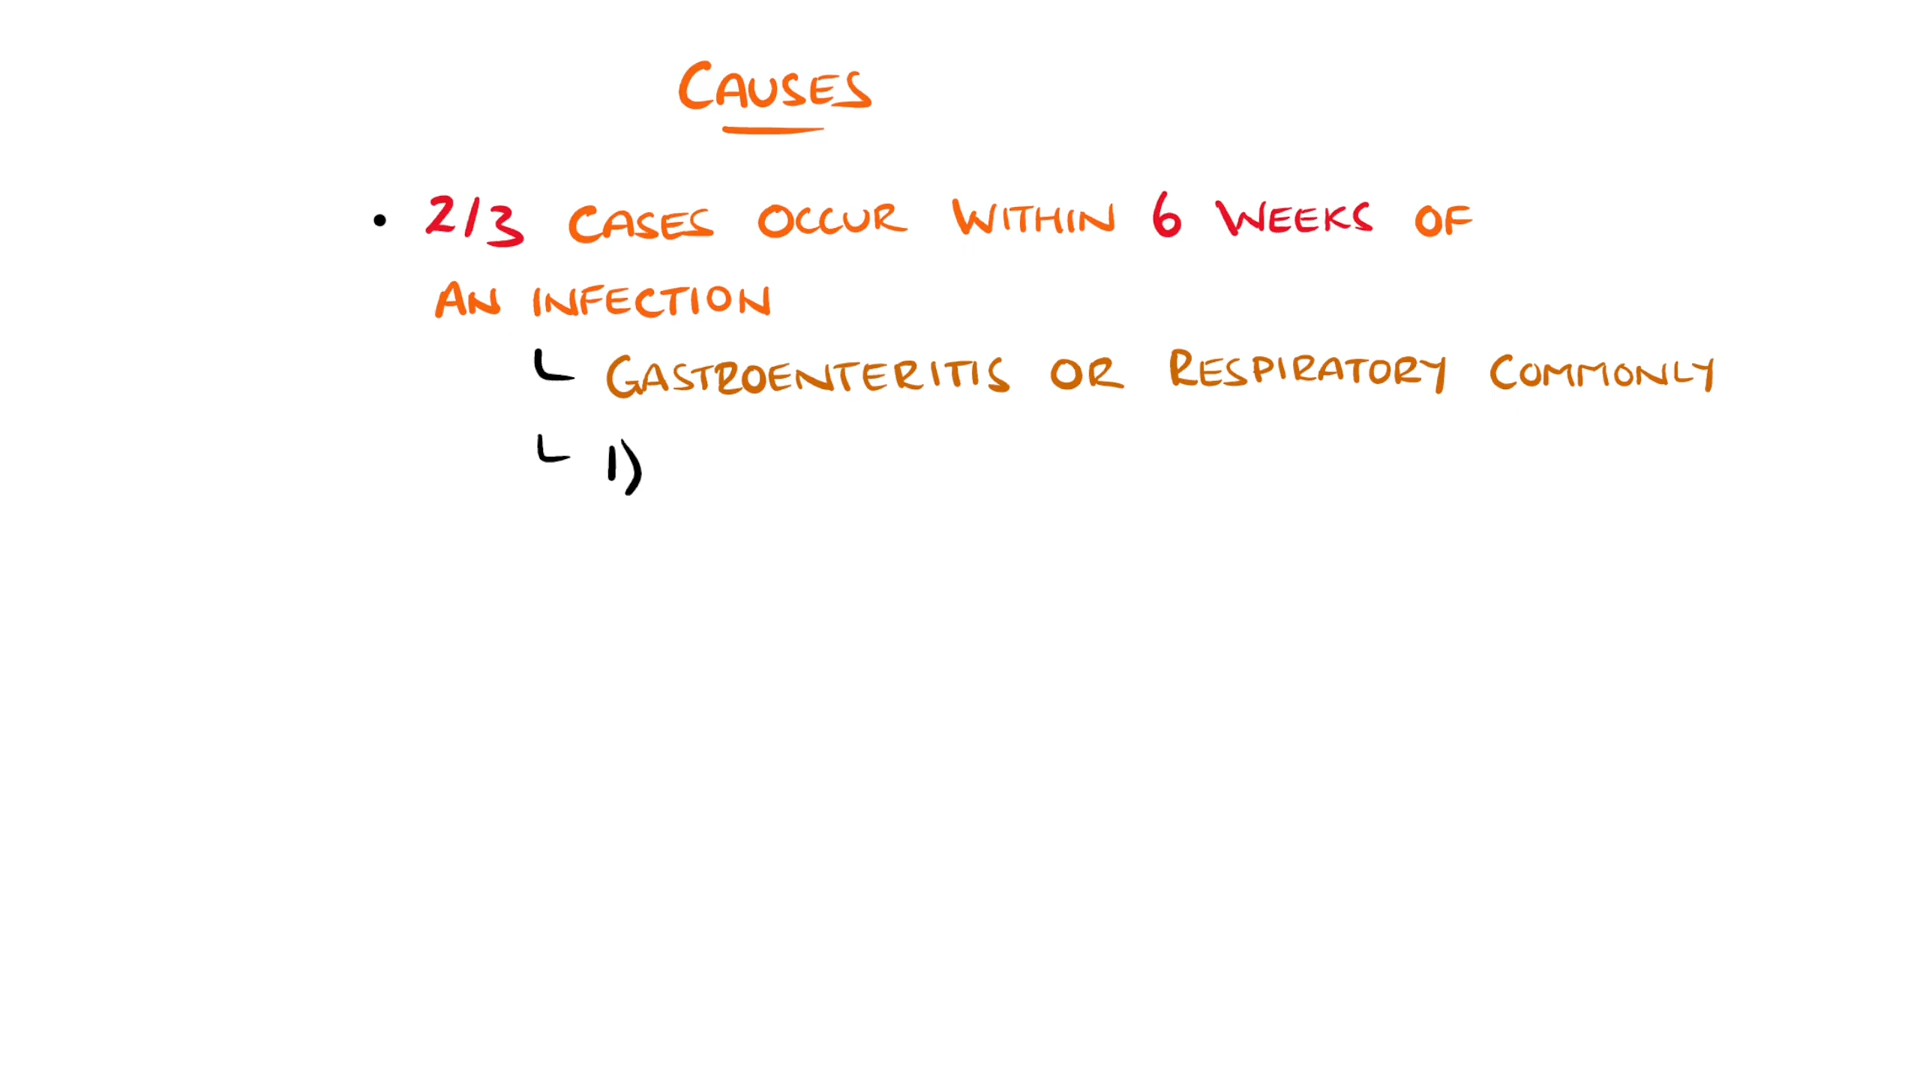 CAUSES
• 2/3 CASES OCCUR WITHIN 6 WEEKS OF
AN INFECTION
GASTROENTERITIS OR RESPIRATORY COMMONLY
1)